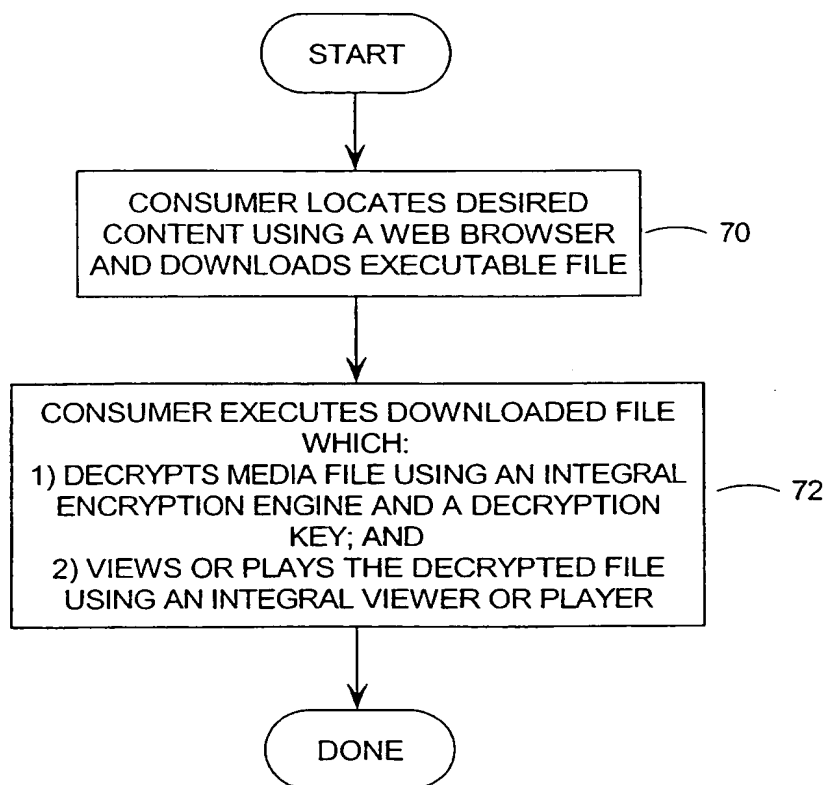 START
CONSUMER LOCATES DESIRED
CONTENT USING A WEB BROWSER
AND DOWNLOADS EXECUTABLE FILE
70
CONSUMER EXECUTES DOWNLOADED FILE
WHICH:
1) DECRYPTS MEDIA FILE USING AN INTEGRAL
ENCRYPTION ENGINE AND A DECRYPTION
KEY; AND
2) VIEWS OR PLAYS THE DECRYPTED FILE
USING AN INTEGRAL VIEWER OR PLAYER
72
DONE